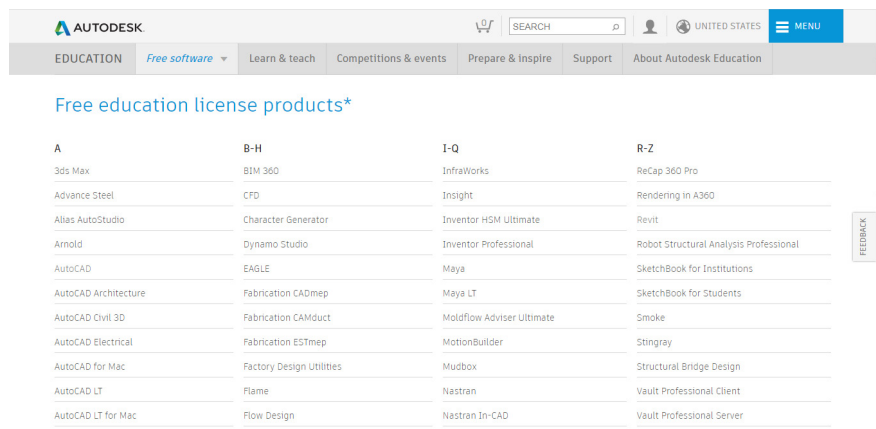 AUTODESK.
0
SEARCH
UNITED STATES
MENU
EDUCATION
Free software
Learn & teach
Competitions & events
Prepare & inspire
Support
About Autodesk Education
Free education license products*
A
3ds Max
Advance Steel
Alias AutoStudio
Arnold
AutoCAD
AutoCAD Architecture
AutoCAD Civil 3D
AutoCAD Electrical
AutoCAD for Mac
AutoCAD LT
AutoCAD LT for Mac
B-H
BIM 360
CFD
Character Generator
Dynamo Studio
EAGLE
Fabrication CADmep
Fabrication CAMduct
Fabrication ESTmep
Factory Design Utilities
Flame
Flow Design
I-Q
InfraWorks
Insight
Inventor HSM Ultimate
Inventor Professional
Maya
Maya LT
Moldflow Adviser Ultimate
MotionBuilder
Mudbox
Nastran
Nastran In-CAD
R-Z
ReCap 360 Pro
Rendering in A360
Revit
Robot Structural Analysis Professional
SketchBook for Institutions
SketchBook for Students
Smoke
Stingray
Structural Bridge Design
Vault Professional Client
Vault Professional Server
FEEDBACK